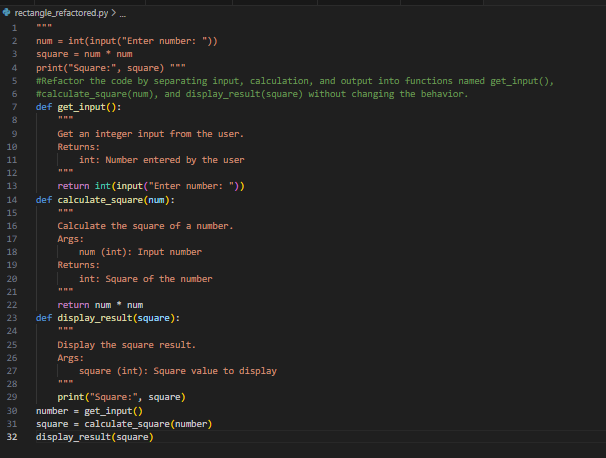 rectangle_refactored.py > ...
1 """
2 num = int(input("Enter number: "))
3 square = num * num
4 print("Square:", square) """
5 #Refactor the code by separating input, calculation, and output into functions named get_input(),
6 #calculate_square(num), and display_result(square) without changing the behavior.
7 def get_input():
8     """
9     Get an integer input from the user.
10     Returns:
11         int: Number entered by the user
12     """
13     return int(input("Enter number: "))
14 def calculate_square(num):
15     """
16     Calculate the square of a number.
17     Args:
18         num (int): Input number
19     Returns:
20         int: Square of the number
21     """
22     return num * num
23 def display_result(square):
24     """
25     Display the square result.
26     Args:
27         square (int): Square value to display
28     """
29     print("Square:", square)
30 number = get_input()
31 square = calculate_square(number)
32 display_result(square)